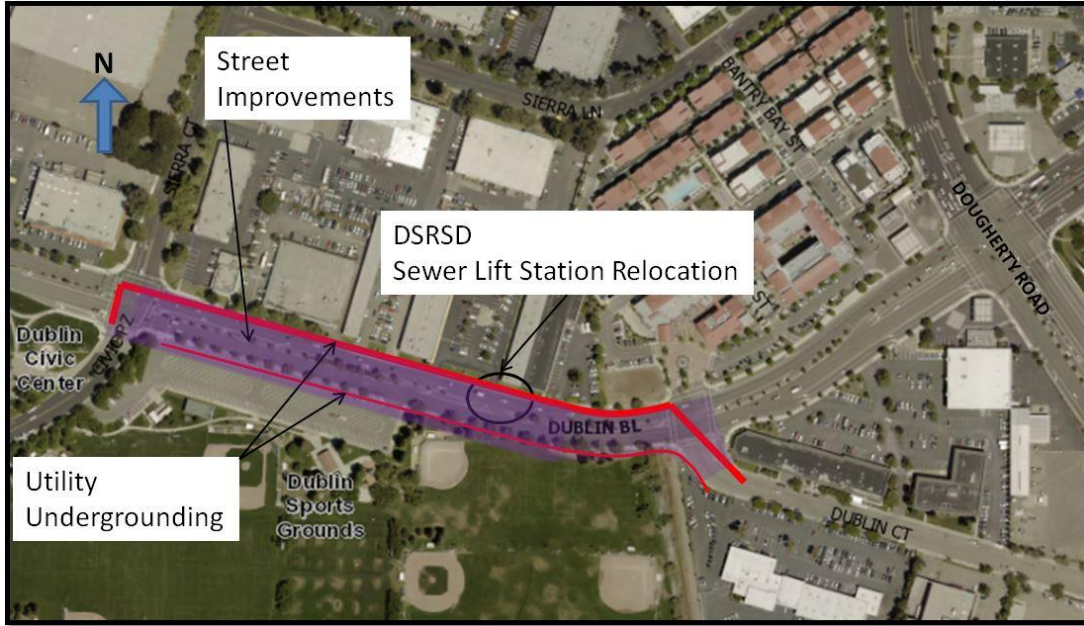 N
Street
Improvements
SIERRA CT
SIERRA LN
BANTRY BAY ST
DOUGHERTY ROAD
DSRSD
Sewer Lift Station Relocation
ST
Dublin
Civic
Center
CIVIC PZ
DUBLIN BL
Utility
Undergrounding
Dublin
Sports
Grounds
DUBLIN CT